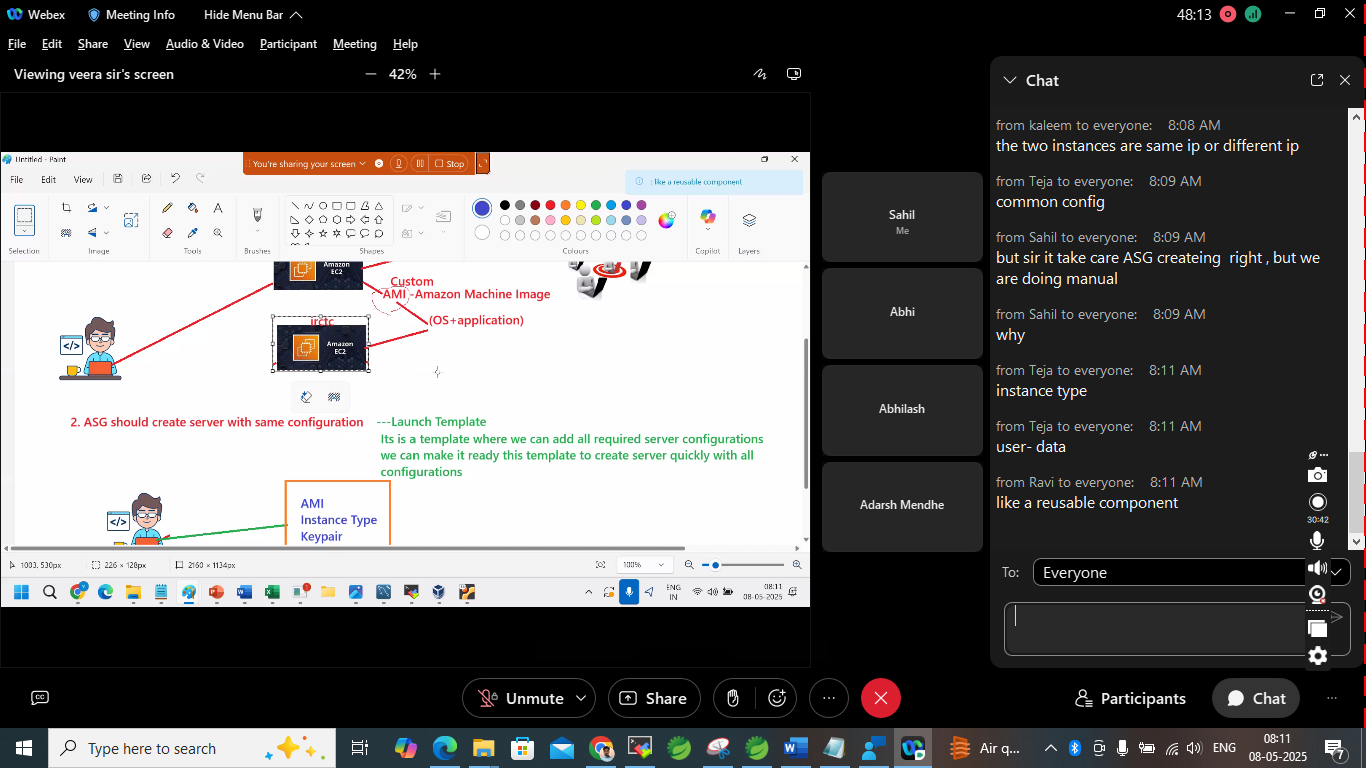 Webex
Meeting Info
Hide Menu Bar
48:13
File
Edit
Share
View
Audio & Video
Participant
Meeting
Help
Viewing veera sir's screen
42%
Untitled - Paint
You're sharing your screen
Stop
File
Edit
View
: like a reusable component
Selection
Image
Tools
Brushes
Shapes
Colours
Copilot
Layers
Amazon
EC2
Custom
AMI -Amazon Machine Image
(OS+application)
irctc
Amazon
EC2
2. ASG should create server with same configuration
---Launch Template
Its is a template where we can add all required server configurations
we can make it ready this template to create server quickly with all
configurations
AMI
Instance Type
Keypair
1003, 530px
226 × 128px
2160 × 1134px
100%
ENG
IN
08:11
08-05-2025
Sahil
Me
Abhi
Abhilash
Adarsh Mendhe
Chat
from kaleem to everyone: 8:08 AM
the two instances are same ip or different ip
from Teja to everyone: 8:09 AM
common config
from Sahil to everyone: 8:09 AM
but sir it take care ASG createing right , but we
are doing manual
from Sahil to everyone: 8:09 AM
why
from Teja to everyone: 8:11 AM
instance type
from Teja to everyone: 8:11 AM
user- data
from Ravi to everyone: 8:11 AM
like a reusable component
30:42
To:
Everyone
Unmute
Share
Participants
Chat
Type here to search
Air q...
ENG
08:11
08-05-2025
7